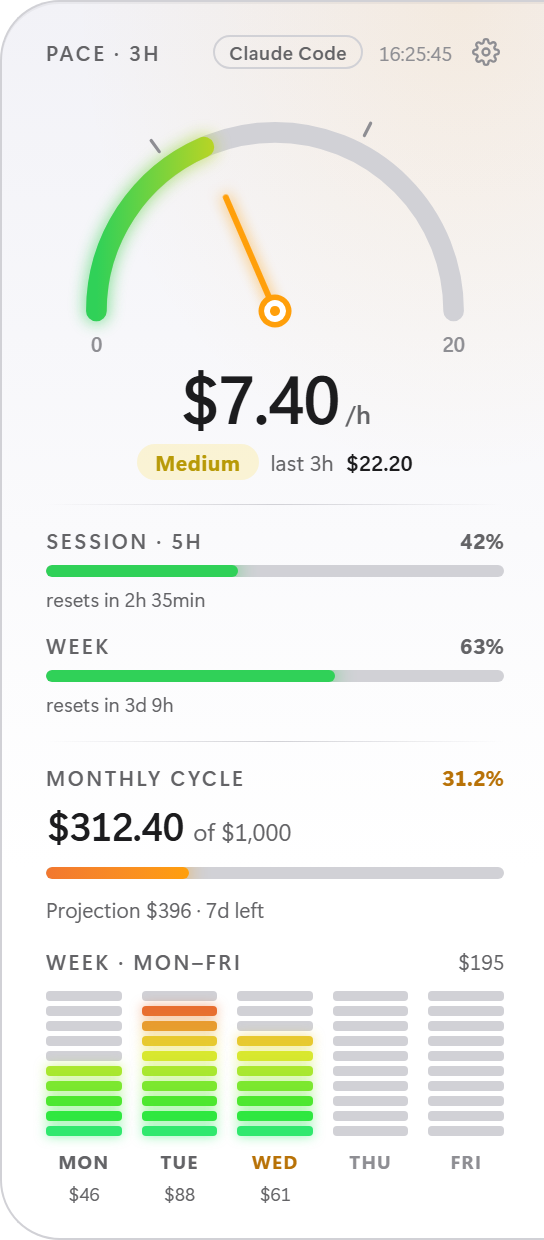 PACE · 3H Claude Code 16:25:45
0 20
$7.40 /h
Medium last 3h $22.20
SESSION · 5H 42%
resets in 2h 35min
WEEK 63%
resets in 3d 9h
MONTHLY CYCLE 31.2%
$312.40 of $1,000
Projection $396 · 7d left
WEEK · MON–FRI $195
MON TUE WED THU FRI
$46 $88 $61